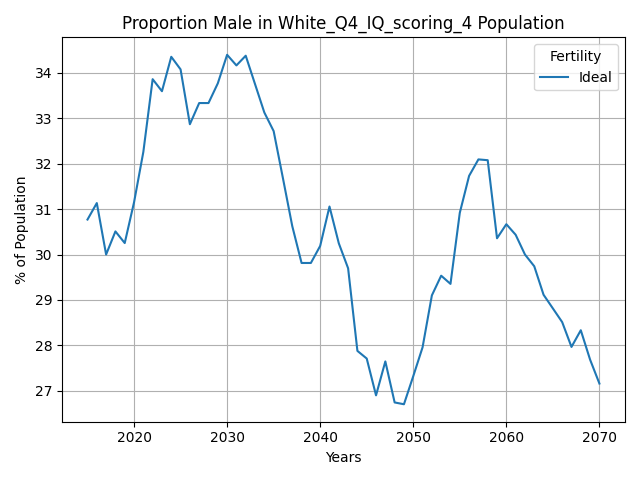 Proportion Male in White_Q4_IQ_scoring_4 Population
Fertility
Ideal
34
33
32
31
30
29
28
27
% of Population
2020 2030 2040 2050 2060 2070
Years